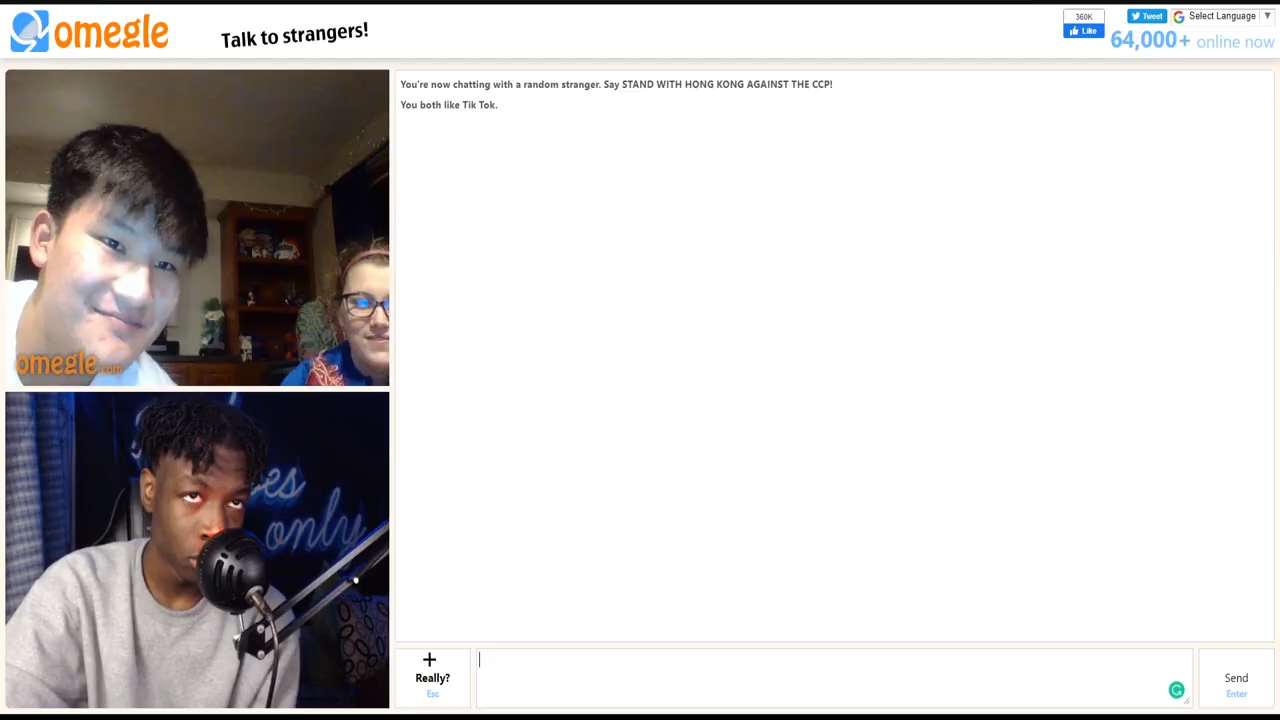 omegle
Talk to strangers!
360K
Like
Tweet
Select Language ▼
64,000+ online now
You're now chatting with a random stranger. Say STAND WITH HONG KONG AGAINST THE CCP!
You both like Tik Tok.
omegle.com
es
only
Really?
Esc
Send
Enter